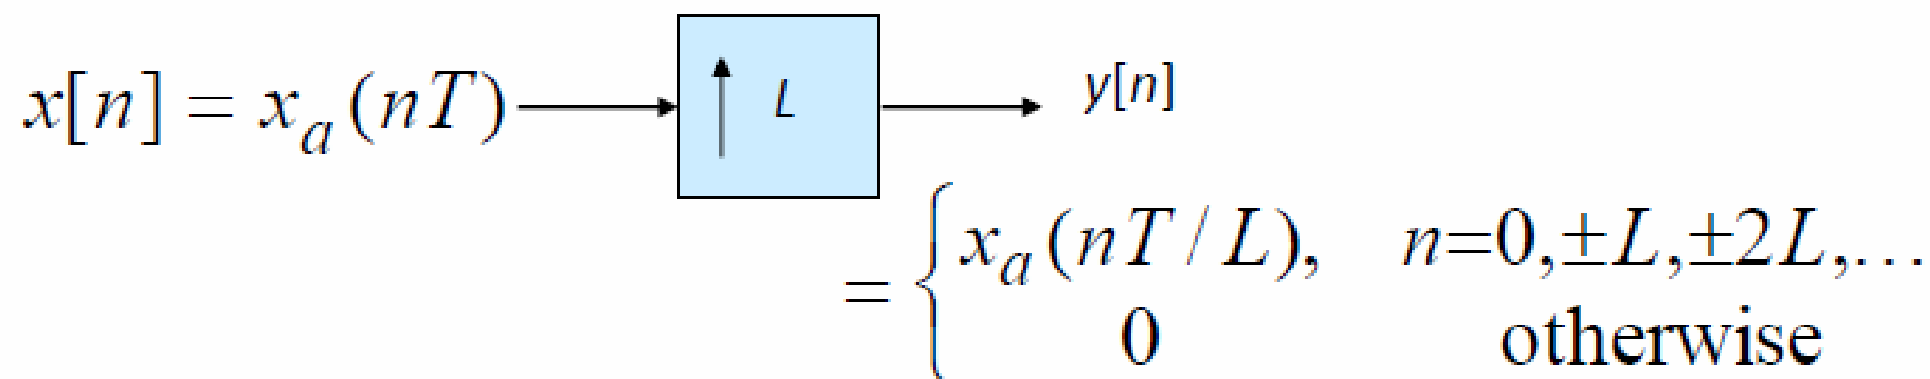 x[n] = x_a(nT) ↑ L y[n]
= { x_a(nT / L), n=0,±L,±2L,…
0 otherwise